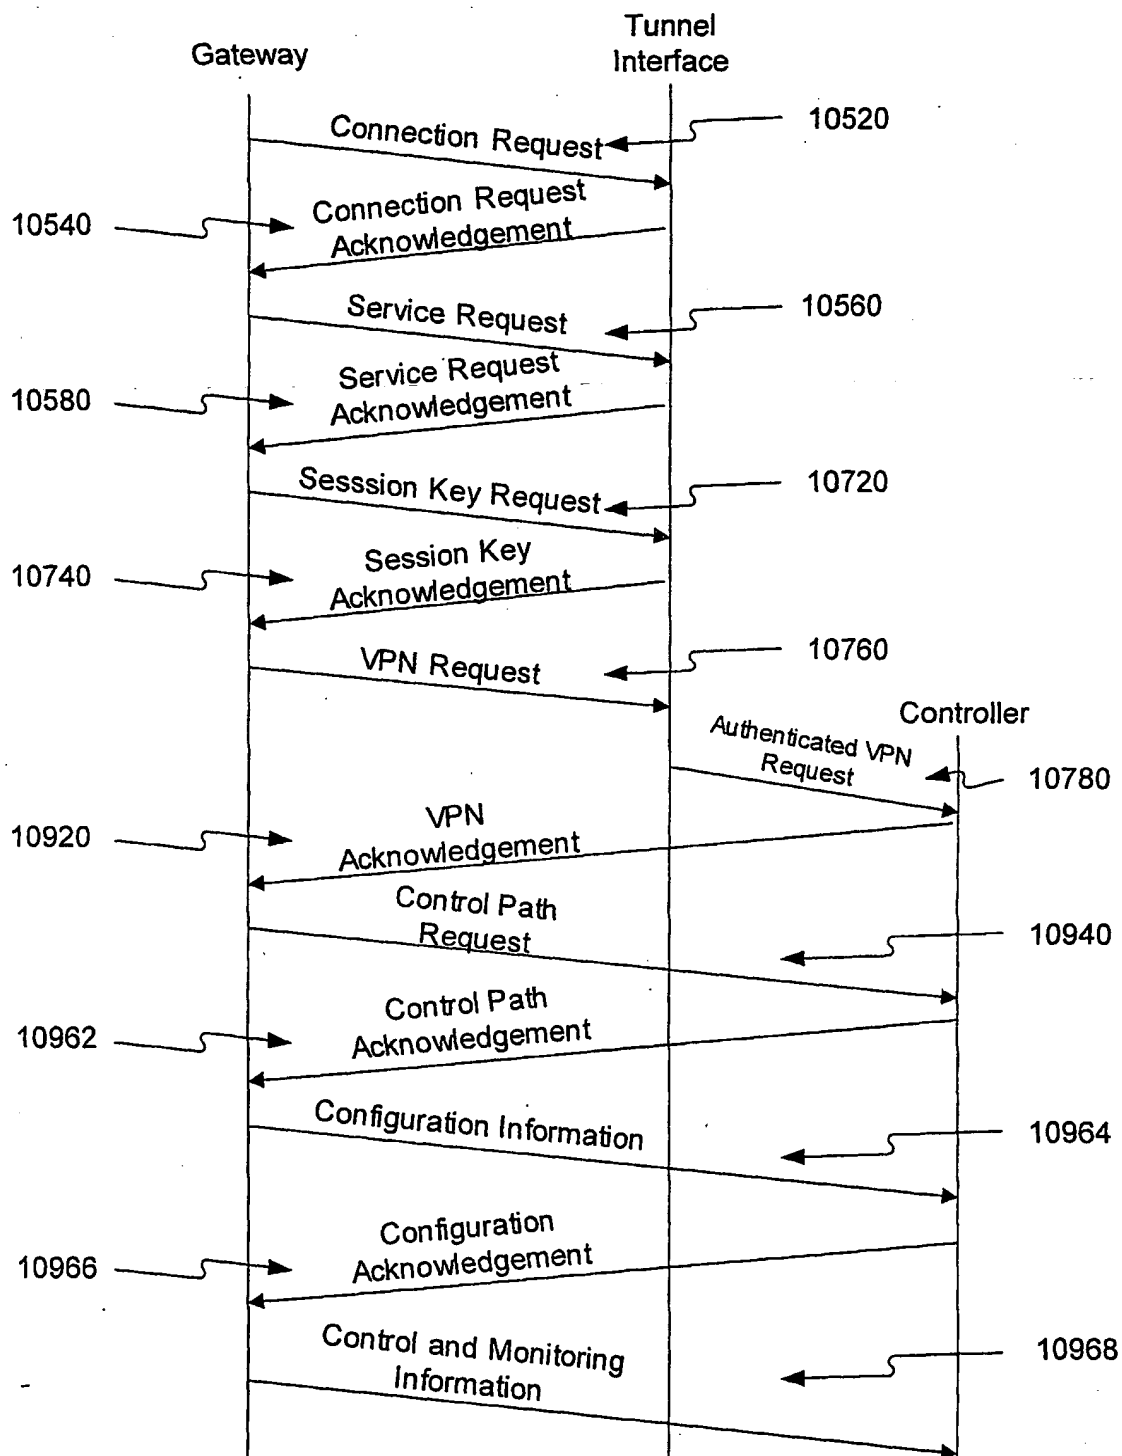 Gateway
Tunnel
Interface
Connection Request
10520
10540
Connection Request
Acknowledgement
Service Request
10560
10580
Service Request
Acknowledgement
Sesssion Key Request
10720
10740
Session Key
Acknowledgement
VPN Request
10760
Controller
Authenticated VPN
Request
10780
10920
VPN
Acknowledgement
Control Path
Request
10940
10962
Control Path
Acknowledgement
Configuration Information
10964
10966
Configuration
Acknowledgement
Control and Monitoring
Information
10968